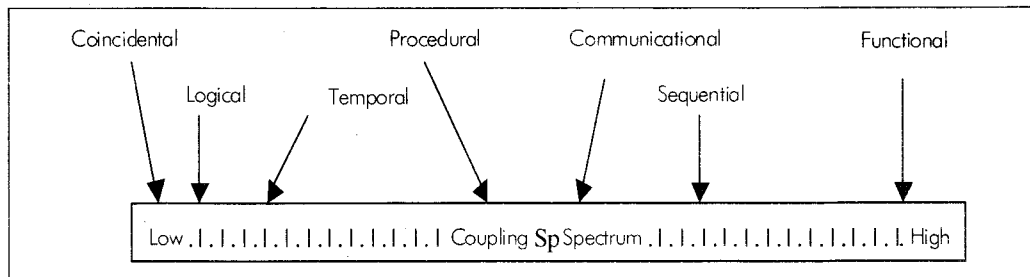 Coincidental Procedural Communicational Functional
Logical Temporal Sequential
Low .|.|.|.|.|.|.|.|.|.|.|.| Coupling Sp Spectrum .|.|.|.|.|.|.|.|.|.|.|.|. High